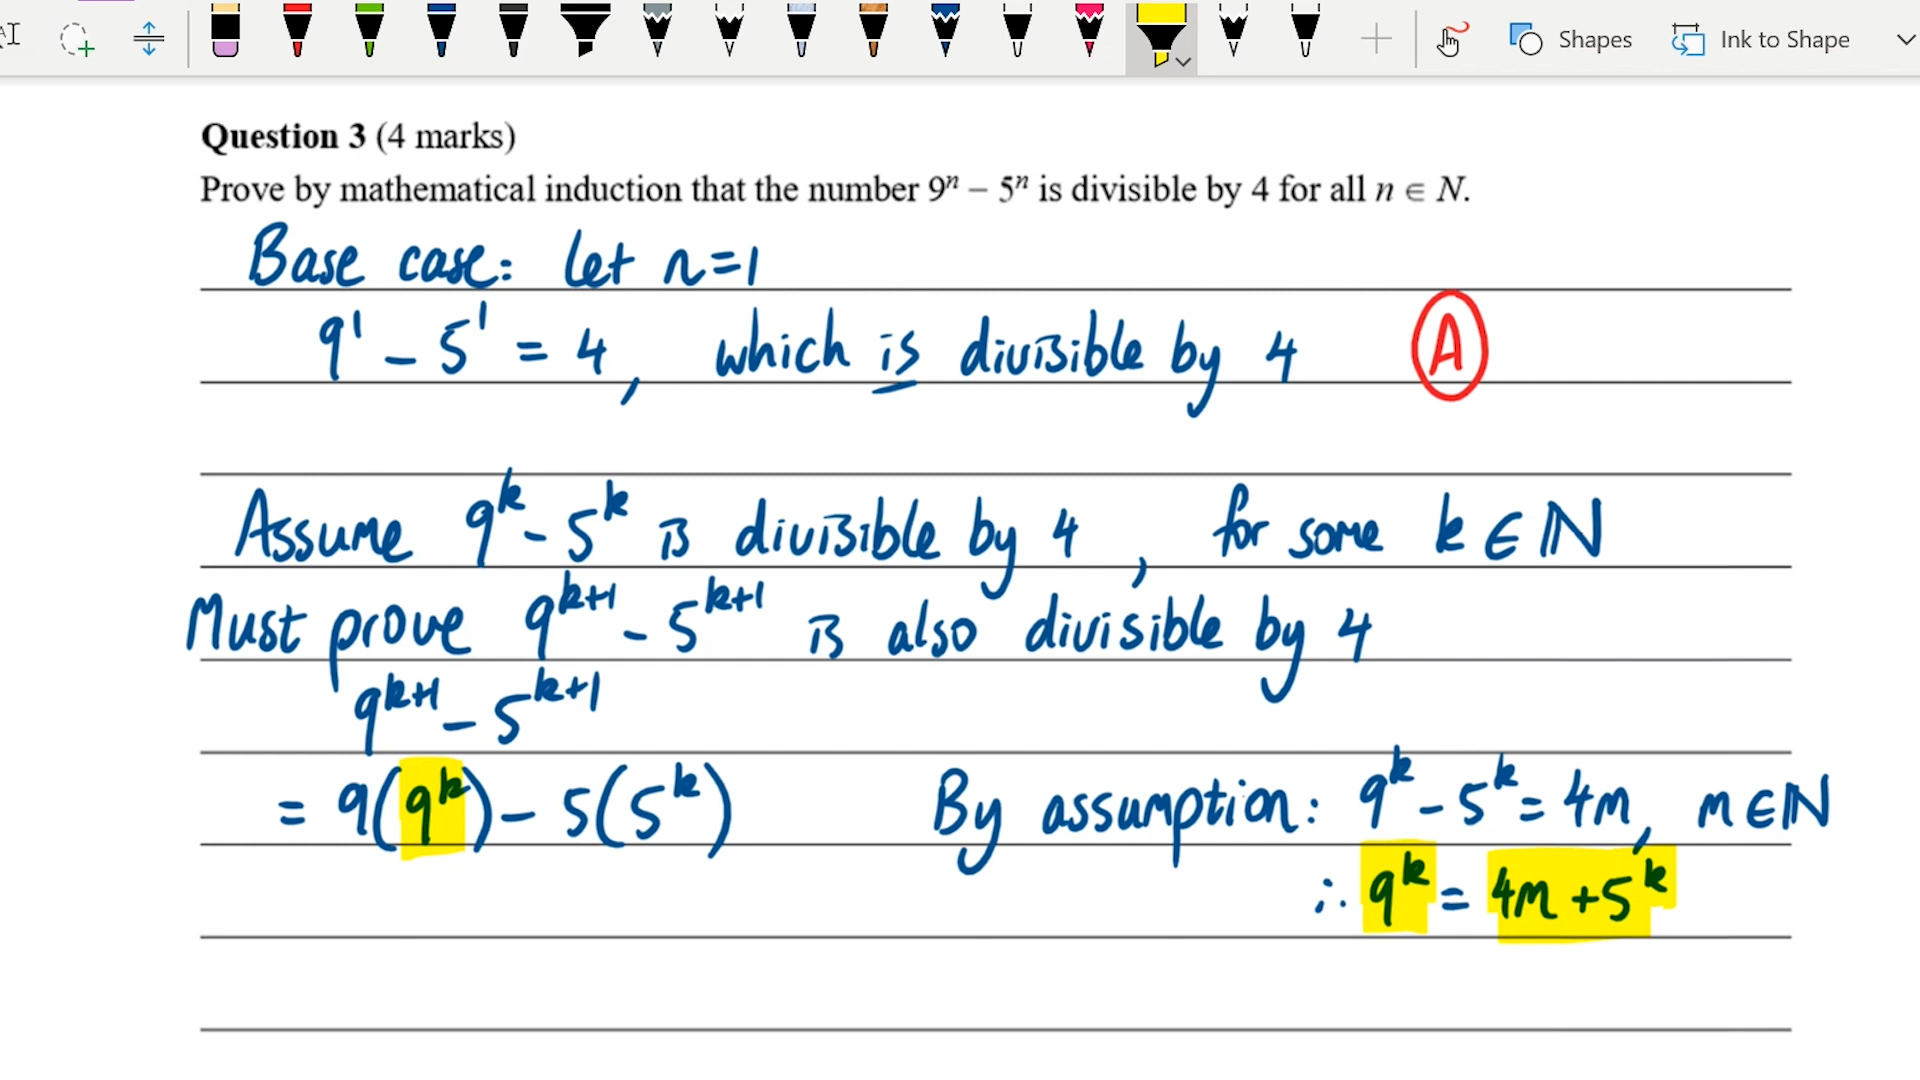 Shapes Ink to Shape
Question 3 (4 marks)
Prove by mathematical induction that the number 9ⁿ – 5ⁿ is divisible by 4 for all n ∈ N.
Base case: let n=1
9¹ – 5¹ = 4, which is divisible by 4 A
Assume 9ᵏ – 5ᵏ is divisible by 4, for some k ∈ ℕ
Must prove 9ᵏ⁺¹ – 5ᵏ⁺¹ is also divisible by 4
9ᵏ⁺¹ – 5ᵏ⁺¹
= 9(9ᵏ) – 5(5ᵏ) By assumption: 9ᵏ – 5ᵏ = 4m, m ∈ ℕ
∴ 9ᵏ = 4m + 5ᵏ